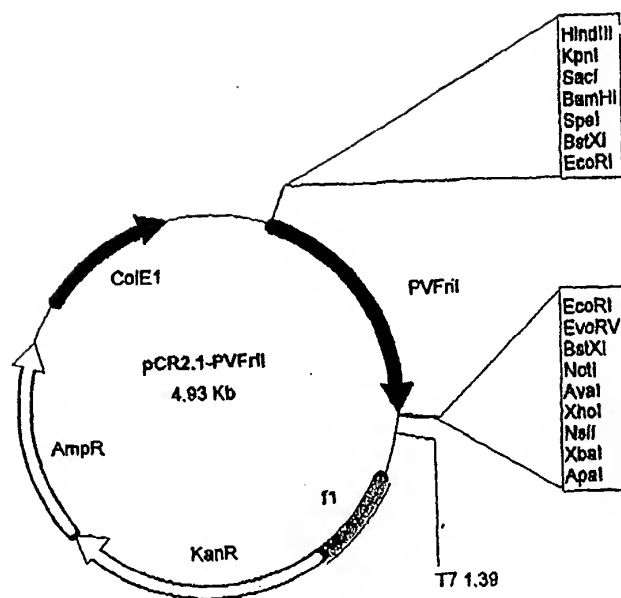 HindIII
KpnI
SacI
BamHI
SpeI
BstXI
EcoRI
ColE1
PVFriI
pCR2.1-PVFriI
4.93 Kb
EcoRI
EvoRV
BstXI
NotI
AvaI
XhoI
NsiI
XbaI
ApaI
AmpR
f1
KanR
T7 1.39